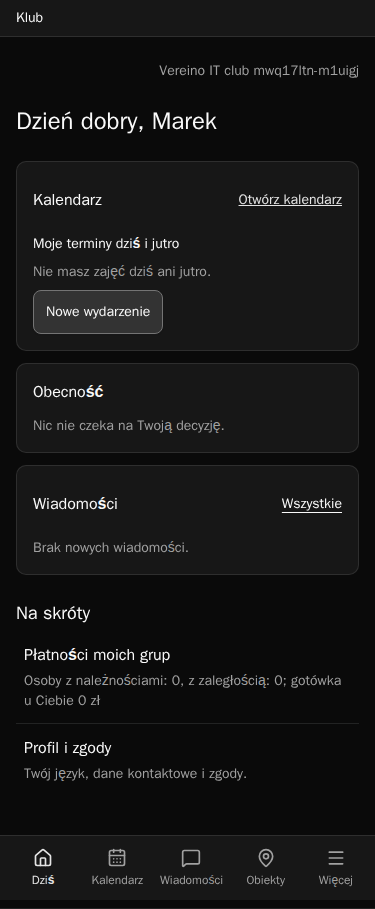 Klub
Vereino IT club mwq17ltn-m1uigj
Dzień dobry, Marek
Kalendarz
Otwórz kalendarz
Moje terminy dziś i jutro
Nie masz zajęć dziś ani jutro.
Nowe wydarzenie
Obecność
Nic nie czeka na Twoją decyzję.
Wiadomości
Wszystkie
Brak nowych wiadomości.
Na skróty
Płatności moich grup
Osoby z należnościami: 0, z zaległością: 0; gotówka
u Ciebie 0 zł
Profil i zgody
Twój język, dane kontaktowe i zgody.
Dziś
Kalendarz
Wiadomości
Obiekty
Więcej